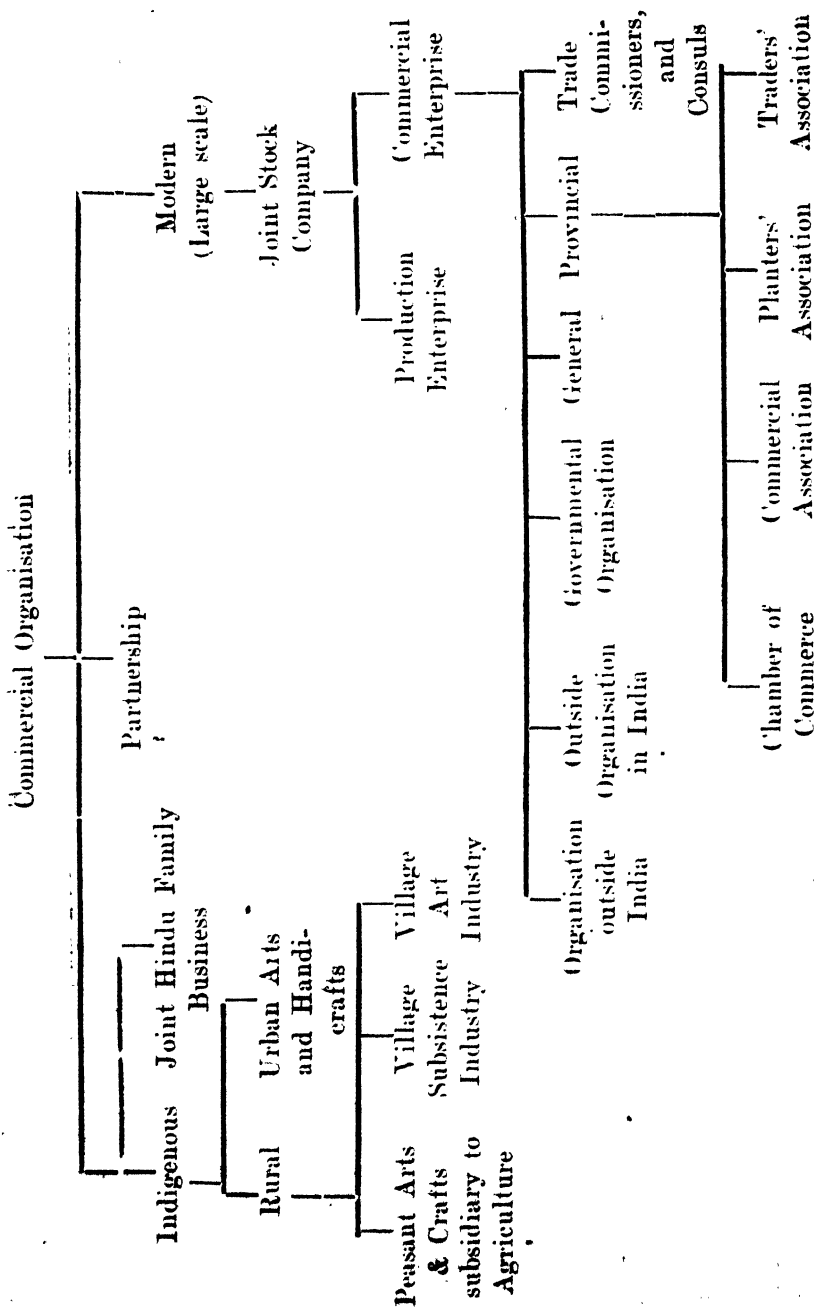 Commercial Organisation
Indigenous
Joint Hindu Family
Business
Partnership
Modern
(Large scale)
Rural
Urban Arts
and Handi-
crafts
Joint Stock
Company
Peasant Arts
& Crafts
subsidiary to
Agriculture
Village
Subsistence
Industry
Village
Art
Industry
Production
Enterprise
Commercial
Enterprise
Organisation
outside
India
Outside
Organisation
in India
Governmental
Organisation
General
Provincial
Trade
Commi-
ssioners,
and
Consuls
Chamber of
Commerce
Commercial
Association
Planters'
Association
Traders'
Association